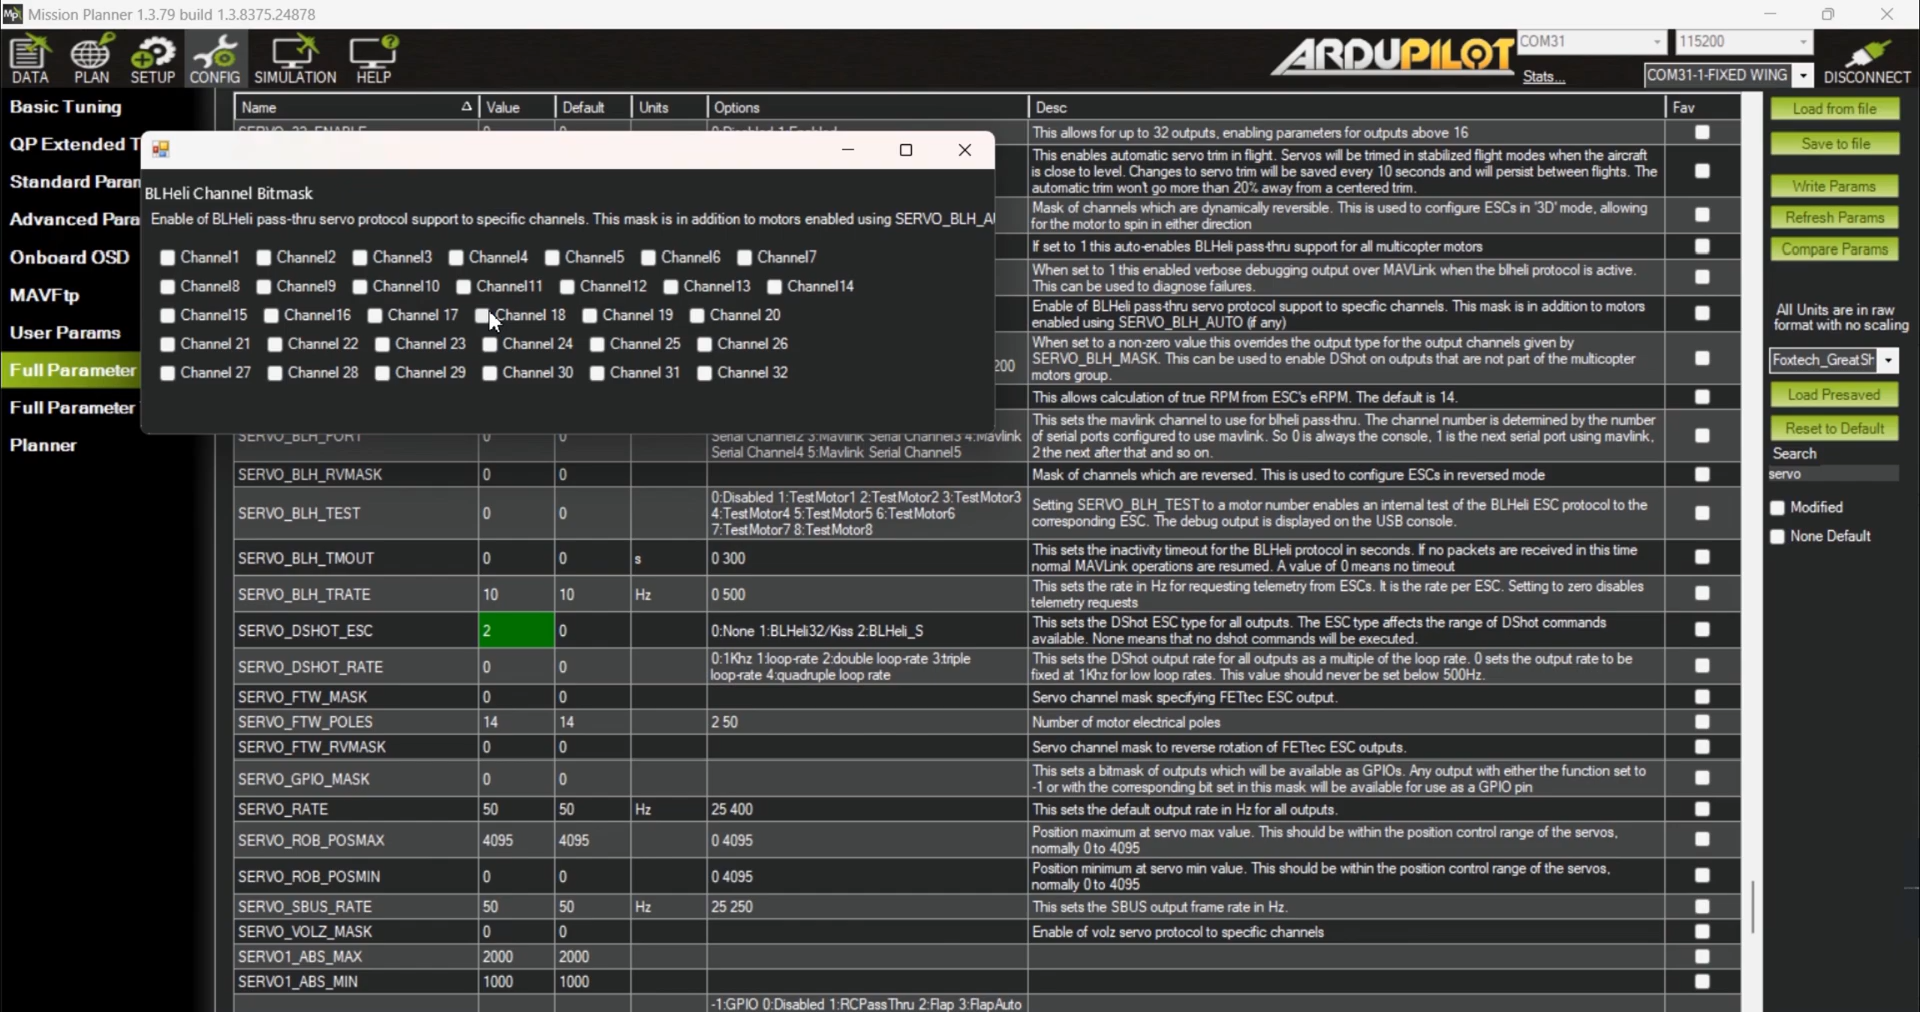 Mission Planner 1.3.79 build 1.3.8375.24878
DATA PLAN SETUP CONFIG SIMULATION HELP
ARDUPILOT
COM31 115200
Stats...
COM31-1-FIXED WING
DISCONNECT
Basic Tuning
QP Extended T
Standard Param
Advanced Para
Onboard OSD
MAVFtp
User Params
Full Parameter
Full Parameter
Planner
Name Value Default Units Options Desc Fav
This allows for up to 32 outputs, enabling parameters for outputs above 16
This enables automatic servo trim in flight. Servos will be trimed in stabilized flight modes when the aircraft
is close to level. Changes to servo trim will be saved every 10 seconds and will persist between flights. The
automatic trim won't go more than 20% away from a centered trim.
Mask of channels which are dynamically reversible. This is used to configure ESCs in '3D' mode, allowing
for the motor to spin in either direction
If set to 1 this auto-enables BLHeli pass-thru support for all multicopter motors
When set to 1 this enabled verbose debugging output over MAVLink when the blheli protocol is active.
This can be used to diagnose failures.
Enable of BLHeli pass-thru servo protocol support to specific channels. This mask is in addition to motors
enabled using SERVO_BLH_AUTO (if any)
When set to a non-zero value this overrides the output type for the output channels given by
SERVO_BLH_MASK. This can be used to enable DShot on outputs that are not part of the multicopter
motors group.
200
This allows calculation of true RPM from ESC's eRPM. The default is 14.
BLHeli Channel Bitmask
Enable of BLHeli pass-thru servo protocol support to specific channels. This mask is in addition to motors enabled using SERVO_BLH_AU
Channel1 Channel2 Channel3 Channel4 Channel5 Channel6 Channel7
Channel8 Channel9 Channel10 Channel11 Channel12 Channel13 Channel14
Channel15 Channel16 Channel 17 Channel 18 Channel 19 Channel 20
Channel 21 Channel 22 Channel 23 Channel 24 Channel 25 Channel 26
Channel 27 Channel 28 Channel 29 Channel 30 Channel 31 Channel 32
SERVO_BLH_PORT 0 0 Serial Channel2 3:Mavlink Serial Channel3 4:Mavlink
Serial Channel4 5:Mavlink Serial Channel5
This sets the mavlink channel to use for blheli pass-thru. The channel number is determined by the number
of serial ports configured to use mavlink. So 0 is always the console, 1 is the next serial port using mavlink,
2 the next after that and so on.
SERVO_BLH_RVMASK 0 0 Mask of channels which are reversed. This is used to configure ESCs in reversed mode
SERVO_BLH_TEST 0 0
0:Disabled 1:TestMotor1 2:TestMotor2 3:TestMotor3
4:TestMotor4 5:TestMotor5 6:TestMotor6
7:TestMotor7 8:TestMotor8
Setting SERVO_BLH_TEST to a motor number enables an internal test of the BLHeli ESC protocol to the
corresponding ESC. The debug output is displayed on the USB console.
SERVO_BLH_TMOUT 0 0 s 0 300
This sets the inactivity timeout for the BLHeli protocol in seconds. If no packets are received in this time
normal MAVLink operations are resumed. A value of 0 means no timeout
SERVO_BLH_TRATE 10 10 Hz 0 500
This sets the rate in Hz for requesting telemetry from ESCs. It is the rate per ESC. Setting to zero disables
telemetry requests
SERVO_DSHOT_ESC 2 0 0:None 1:BLHeli32/Kiss 2:BLHeli_S
This sets the DShot ESC type for all outputs. The ESC type affects the range of DShot commands
available. None means that no dshot commands will be executed.
SERVO_DSHOT_RATE 0 0
0:1Khz 1:loop-rate 2:double loop-rate 3:triple
loop-rate 4:quadruple loop rate
This sets the DShot output rate for all outputs as a multiple of the loop rate. 0 sets the output rate to be
fixed at 1Khz for low loop rates. This value should never be set below 500Hz.
SERVO_FTW_MASK 0 0 Servo channel mask specifying FETtec ESC output.
SERVO_FTW_POLES 14 14 2 50 Number of motor electrical poles
SERVO_FTW_RVMASK 0 0 Servo channel mask to reverse rotation of FETtec ESC outputs.
SERVO_GPIO_MASK 0 0
This sets a bitmask of outputs which will be available as GPIOs. Any output with either the function set to
-1 or with the corresponding bit set in this mask will be available for use as a GPIO pin
SERVO_RATE 50 50 Hz 25 400 This sets the default output rate in Hz for all outputs.
SERVO_ROB_POSMAX 4095 4095 0 4095
Position maximum at servo max value. This should be within the position control range of the servos,
normally 0 to 4095
SERVO_ROB_POSMIN 0 0 0 4095
Position minimum at servo min value. This should be within the position control range of the servos,
normally 0 to 4095
SERVO_SBUS_RATE 50 50 Hz 25 250 This sets the SBUS output frame rate in Hz.
SERVO_VOLZ_MASK 0 0 Enable of volz servo protocol to specific channels
SERVO1_ABS_MAX 2000 2000
SERVO1_ABS_MIN 1000 1000
-1:GPIO 0:Disabled 1:RCPassThru 2:Flap 3:FlapAuto
Load from file
Save to file
Write Params
Refresh Params
Compare Params
All Units are in raw
format with no scaling
Foxtech_GreatSh
Load Presaved
Reset to Default
Search
servo
Modified
None Default